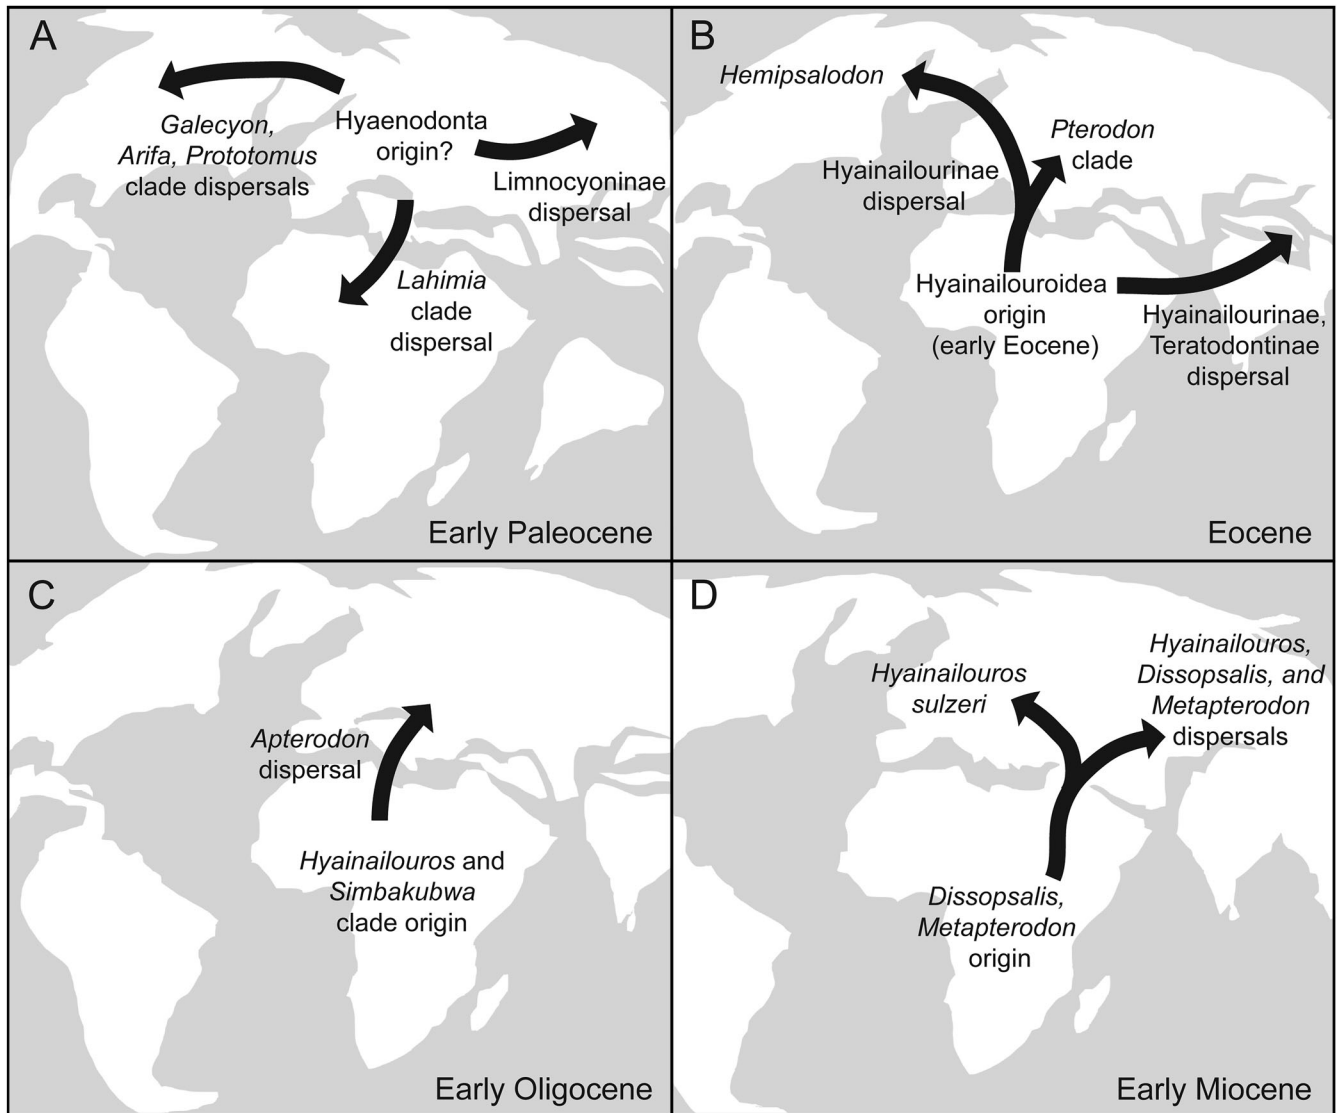 A
Galecyon,
Arifa, Prototomus
clade dispersals
Hyaenodonta
origin?
Limnocyoninae
dispersal
Lahimia
clade
dispersal
Early Paleocene
B
Hemipsalodon
Pterodon
clade
Hyainailourinae
dispersal
Hyainailouroidea
origin
(early Eocene)
Hyainailourinae,
Teratodontinae
dispersal
Eocene
C
Apterodon
dispersal
Hyainailouros and
Simbakubwa
clade origin
Early Oligocene
D
Hyainailouros
sulzeri
Hyainailouros,
Dissopsalis, and
Metapterodon
dispersals
Dissopsalis,
Metapterodon
origin
Early Miocene